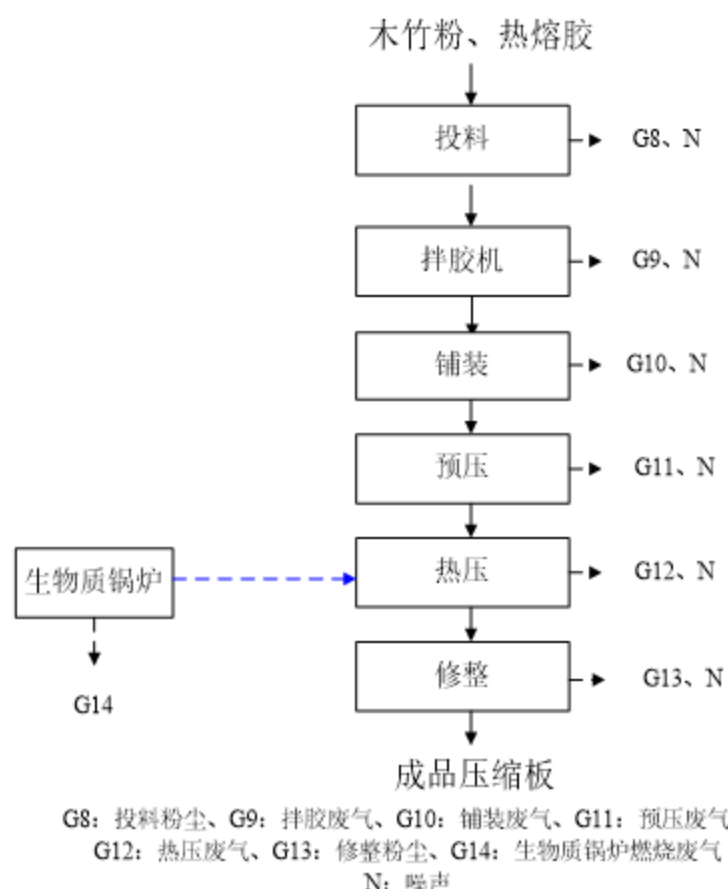 木竹粉、热熔胶
投料
G8、N
拌胶机
G9、N
铺装
G10、N
预压
G11、N
生物质锅炉
热压
G12、N
修整
G13、N
G14
成品压缩板
G8：投料粉尘、G9：拌胶废气、G10：铺装废气、G11：预压废气
G12：热压废气、G13：修整粉尘、G14：生物质锅炉燃烧废气
N：噪声